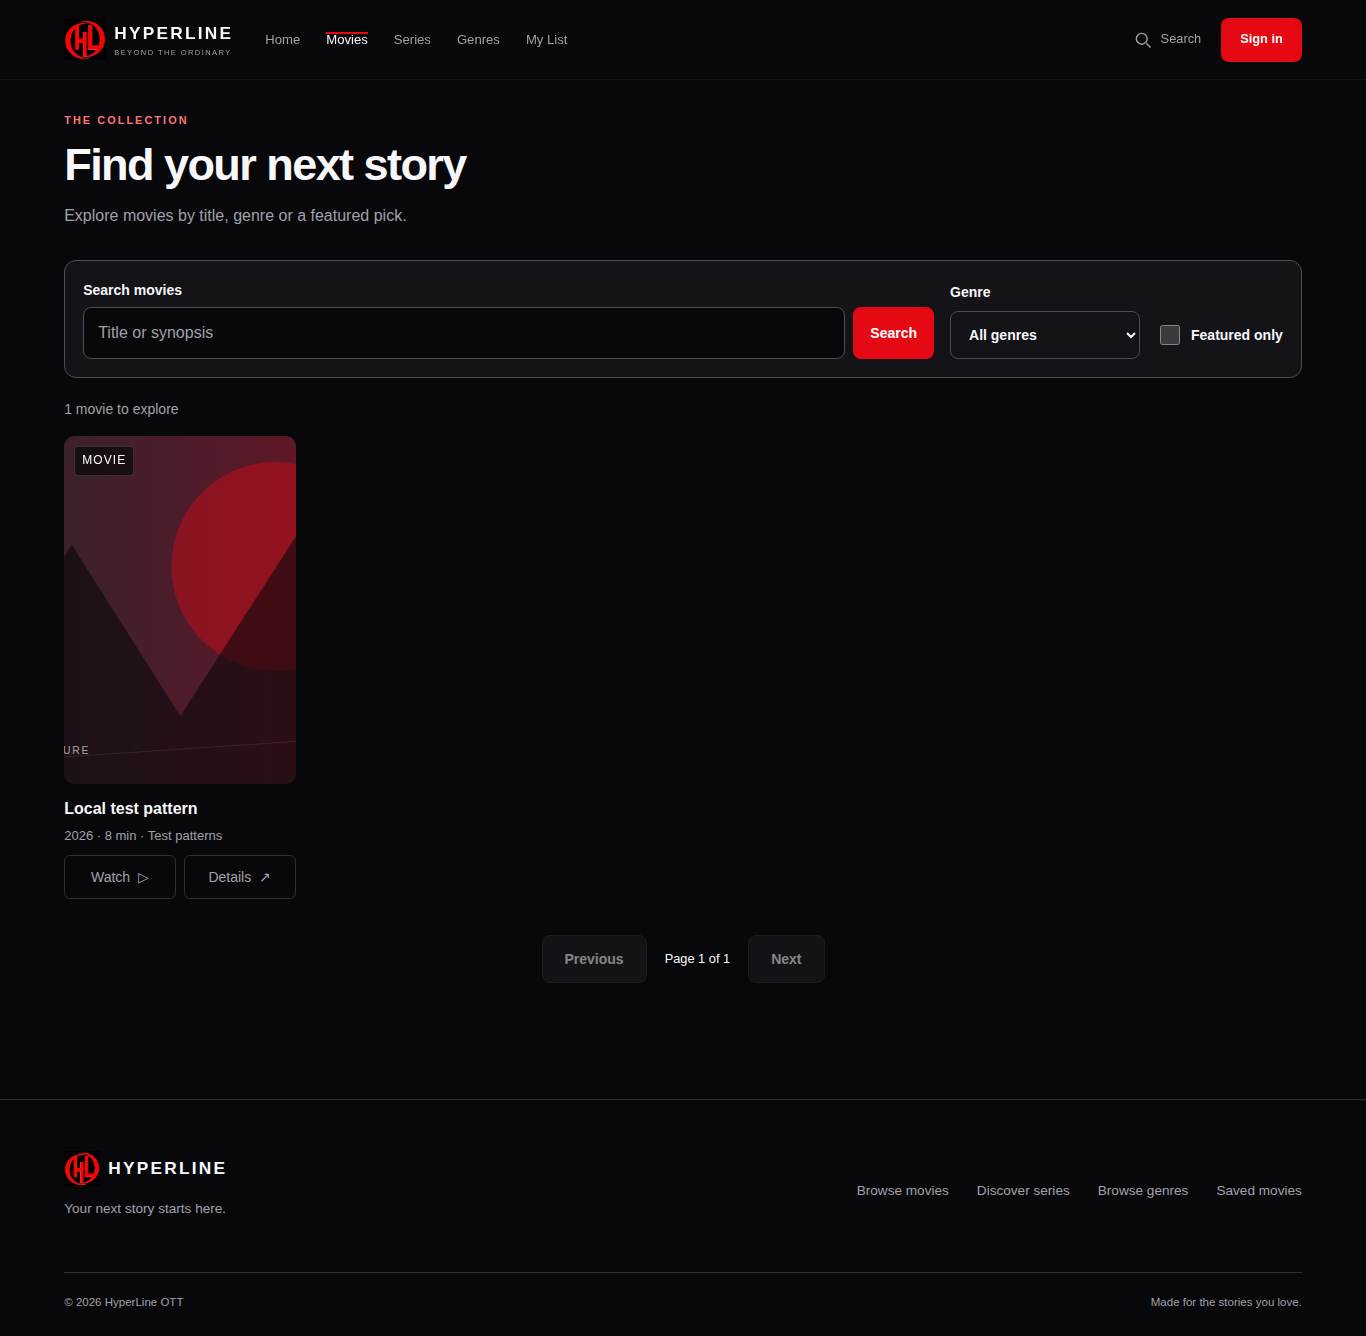 HL HYPERLINE
BEYOND THE ORDINARY
Home Movies Series Genres My List
Search Sign in
THE COLLECTION
Find your next story
Explore movies by title, genre or a featured pick.
Search movies
Title or synopsis
Search
Genre
All genres
Featured only
1 movie to explore
MOVIE
URE
Local test pattern
2026 · 8 min · Test patterns
Watch ▷ Details ↗
Previous Page 1 of 1 Next
HL HYPERLINE
Your next story starts here.
Browse movies Discover series Browse genres Saved movies
© 2026 HyperLine OTT
Made for the stories you love.